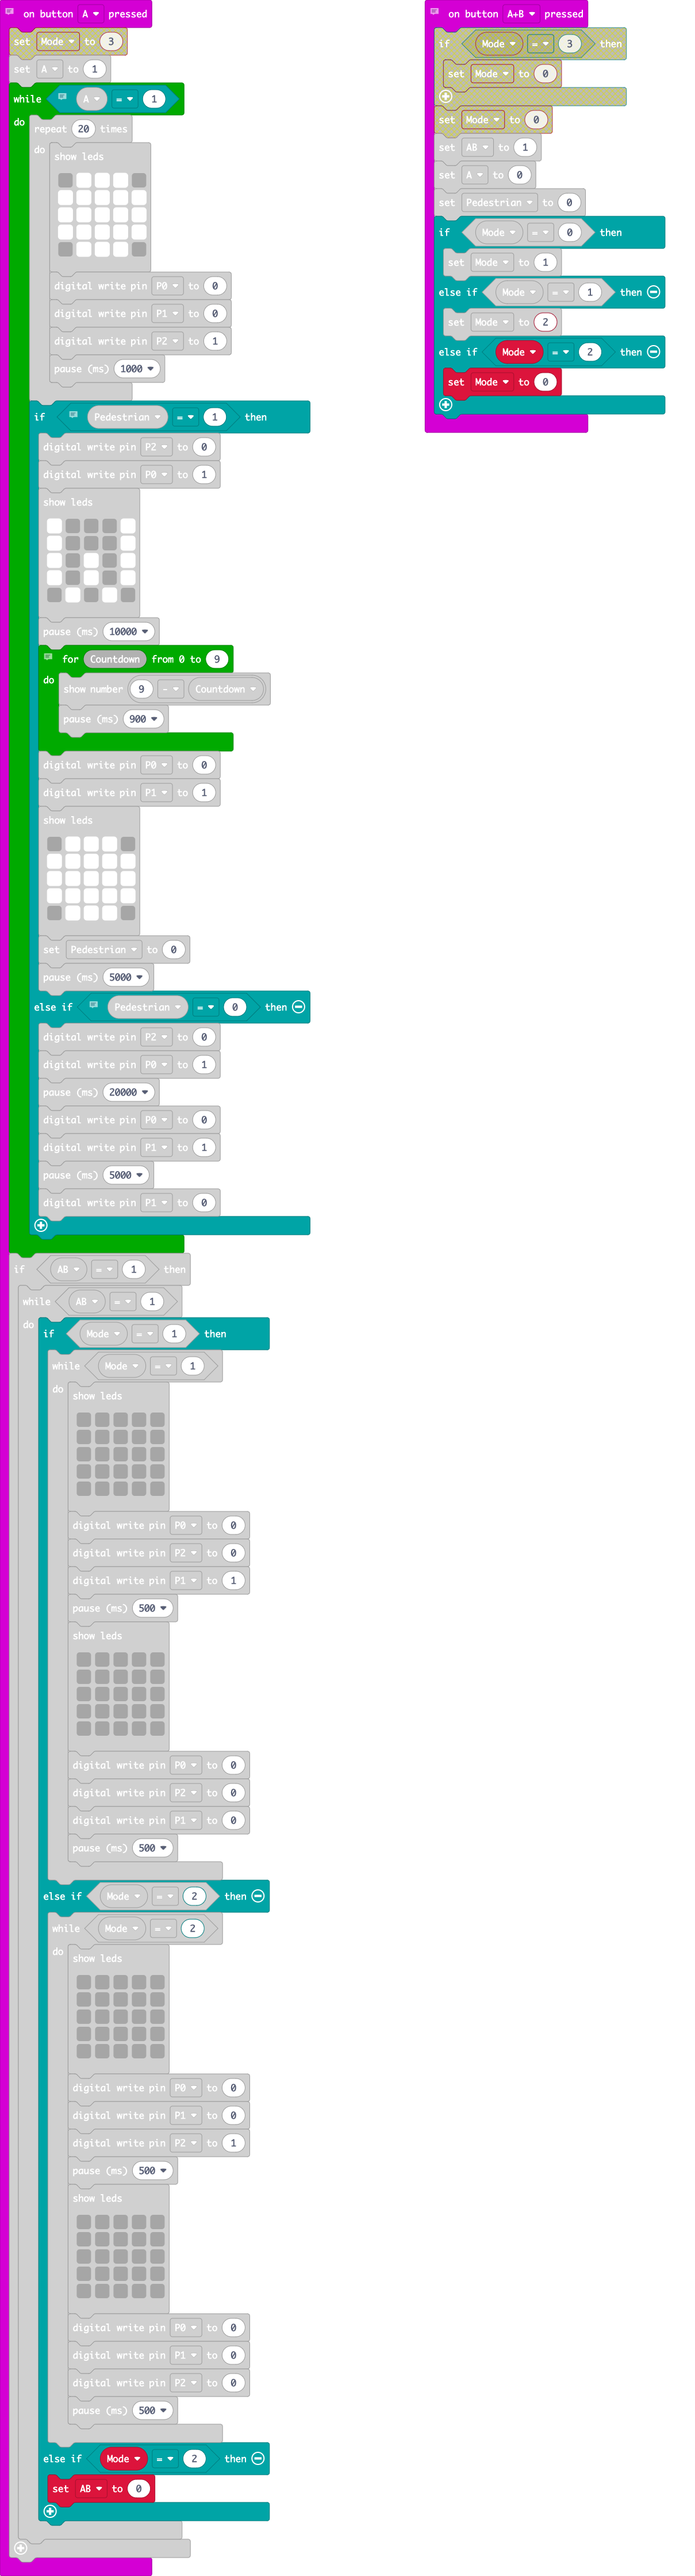 on button A pressed
set Mode to 3
set A to 1
while A = 1
do
repeat 20 times
do
show leds
digital write pin P0 to 0
digital write pin P1 to 0
digital write pin P2 to 1
pause (ms) 1000
if Pedestrian = 1 then
digital write pin P2 to 0
digital write pin P0 to 1
show leds
pause (ms) 10000
for Countdown from 0 to 9
do
show number 9 - Countdown
pause (ms) 900
digital write pin P0 to 0
digital write pin P1 to 1
show leds
set Pedestrian to 0
pause (ms) 5000
else if Pedestrian = 0 then
digital write pin P2 to 0
digital write pin P0 to 1
pause (ms) 20000
digital write pin P0 to 0
digital write pin P1 to 1
pause (ms) 5000
digital write pin P1 to 0
if AB = 1 then
while AB = 1
do
if Mode = 1 then
while Mode = 1
do
show leds
digital write pin P0 to 0
digital write pin P2 to 0
digital write pin P1 to 1
pause (ms) 500
show leds
digital write pin P0 to 0
digital write pin P2 to 0
digital write pin P1 to 0
pause (ms) 500
else if Mode = 2 then
while Mode = 2
do
show leds
digital write pin P0 to 0
digital write pin P1 to 0
digital write pin P2 to 1
pause (ms) 500
show leds
digital write pin P0 to 0
digital write pin P1 to 0
digital write pin P2 to 0
pause (ms) 500
else if Mode = 2 then
set AB to 0
on button A+B pressed
if Mode = 3 then
set Mode to 0
set Mode to 0
set AB to 1
set A to 0
set Pedestrian to 0
if Mode = 0 then
set Mode to 1
else if Mode = 1 then
set Mode to 2
else if Mode = 2 then
set Mode to 0